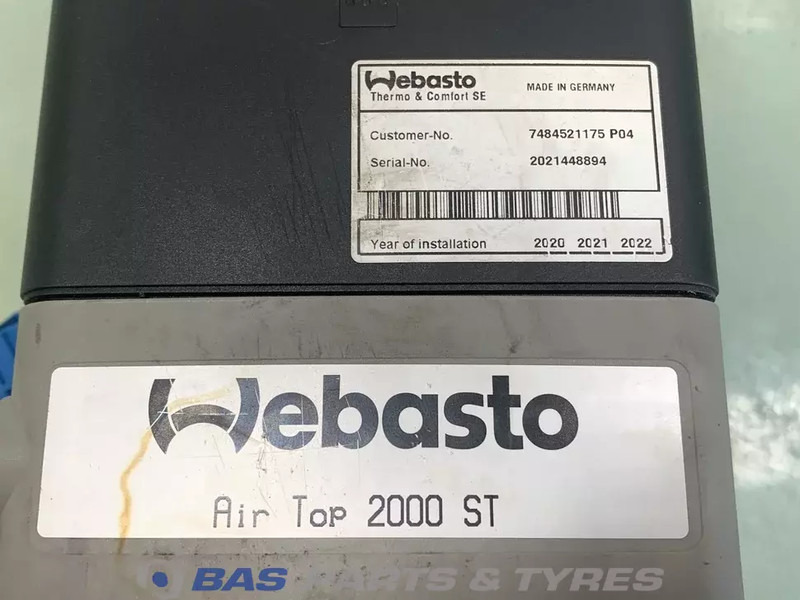 Webasto
Thermo & Comfort SE
MADE IN GERMANY
Customer-No. 7484521175 P04
Serial-No. 2021448894
Year of installation 2020 2021 2022
Webasto
Air Top 2000 ST
BAS PARTS & TYRES